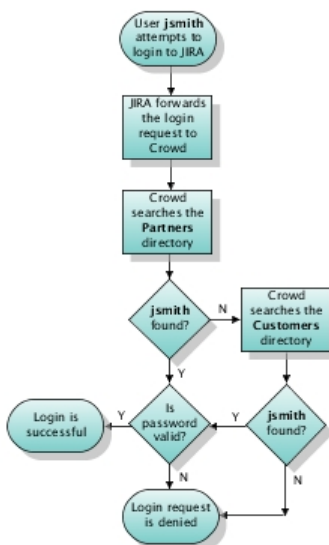 User jsmith
attempts to
login to JIRA
JIRA forwards
the login
request to
Crowd
Crowd
searches the
Partners
directory
jsmith
found?
N
Crowd
searches the
Customers
directory
Y
Is
password
valid?
Y
Login is
successful
Y
jsmith
found?
N
N
Login request
is denied